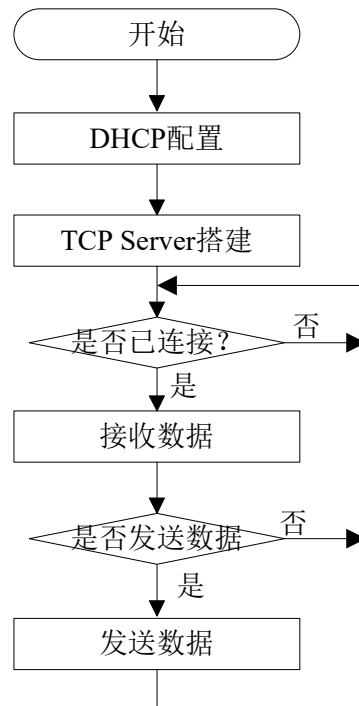 开始
DHCP配置
TCP Server搭建
是否已连接？
否
是
接收数据
是否发送数据
否
是
发送数据